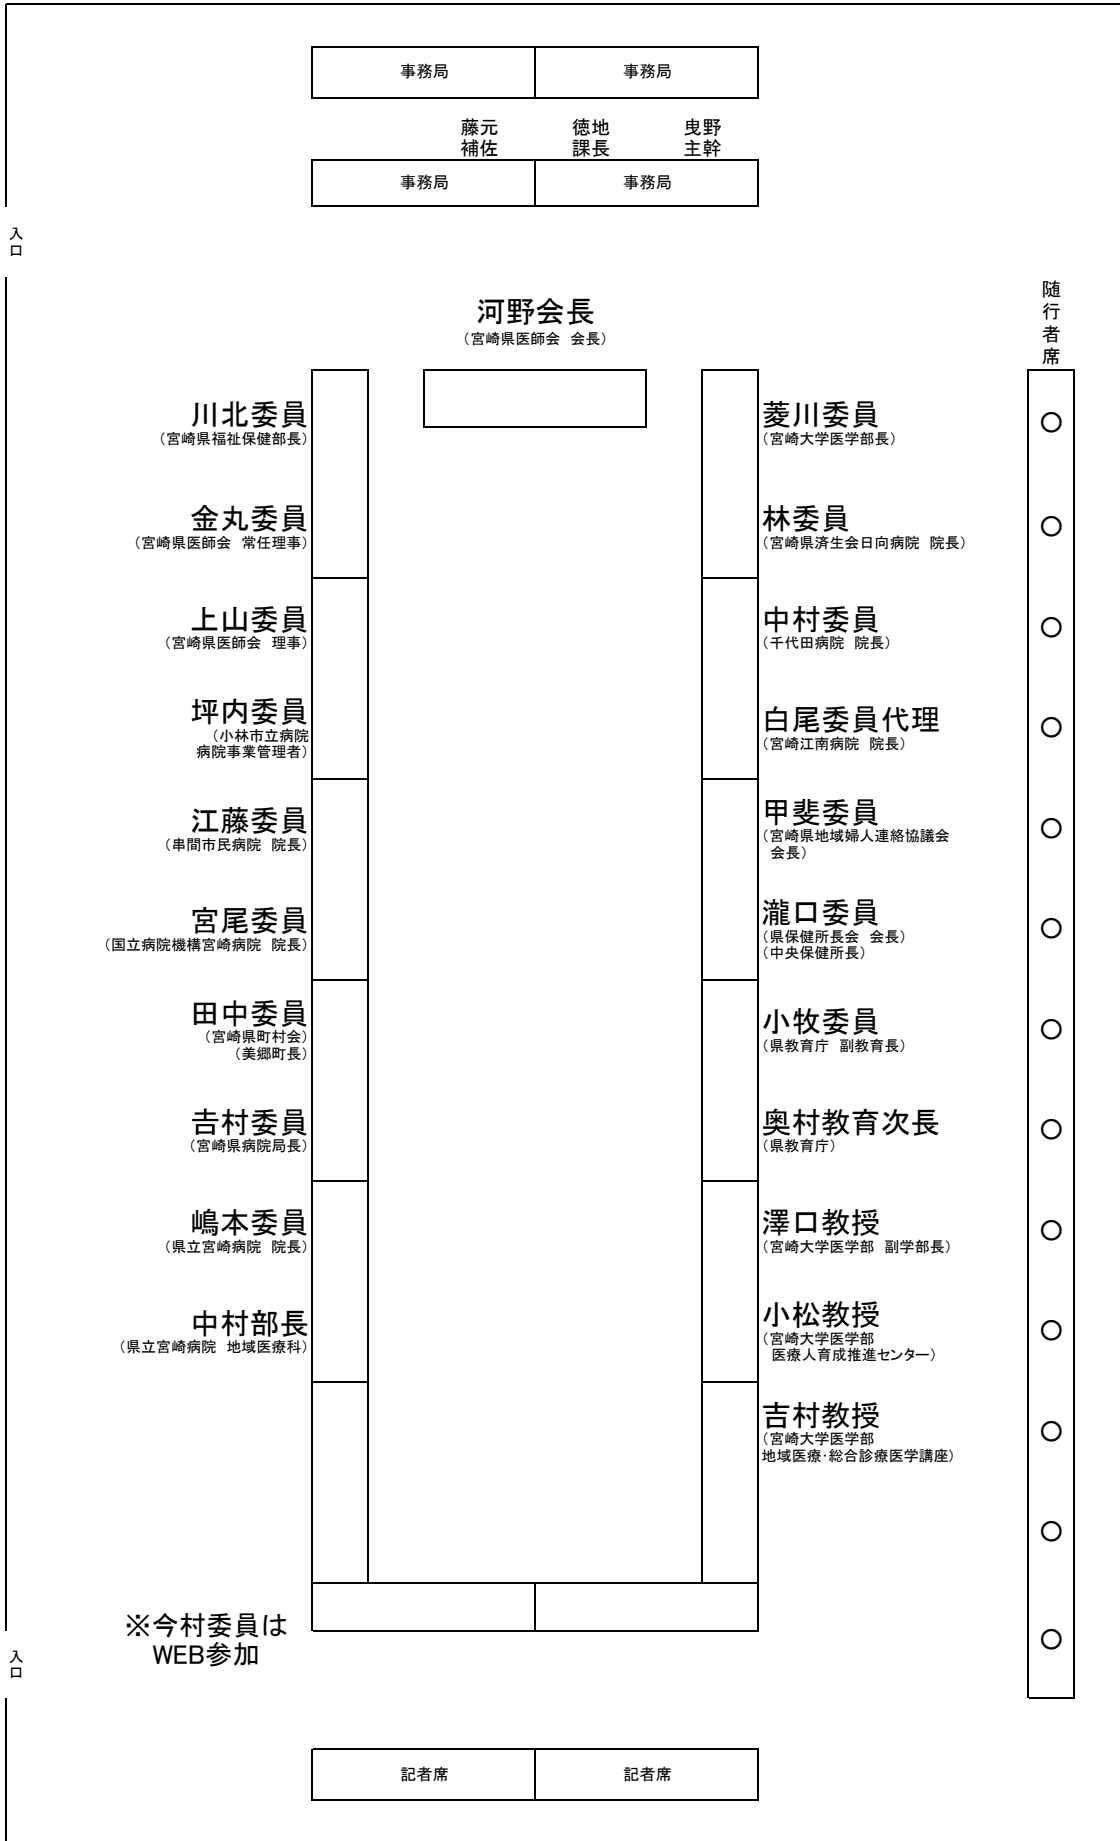 事務局 事務局
藤元 徳地 曳野
補佐 課長 主幹
事務局 事務局
入口
随行者席
河野会長
（宮崎県医師会 会長）
川北委員
（宮崎県福祉保健部長）
金丸委員
（宮崎県医師会 常任理事）
上山委員
（宮崎県医師会 理事）
坪内委員
（小林市立病院
病院事業管理者）
江藤委員
（串間市民病院 院長）
宮尾委員
（国立病院機構宮崎病院 院長）
田中委員
（宮崎県町村会）
（美郷町長）
𠮷村委員
（宮崎県病院局長）
嶋本委員
（県立宮崎病院 院長）
中村部長
（県立宮崎病院 地域医療科）
菱川委員
（宮崎大学医学部長）
林委員
（宮崎県済生会日向病院 院長）
中村委員
（千代田病院 院長）
白尾委員代理
（宮崎江南病院 院長）
甲斐委員
（宮崎県地域婦人連絡協議会
会長）
瀧口委員
（県保健所長会 会長）
（中央保健所長）
小牧委員
（県教育庁 副教育長）
奥村教育次長
（県教育庁）
澤口教授
（宮崎大学医学部 副学部長）
小松教授
（宮崎大学医学部
医療人育成推進センター）
吉村教授
（宮崎大学医学部
地域医療・総合診療医学講座）
○
○
○
○
○
○
○
○
○
○
○
○
○
※今村委員は
WEB参加
入口
記者席 記者席